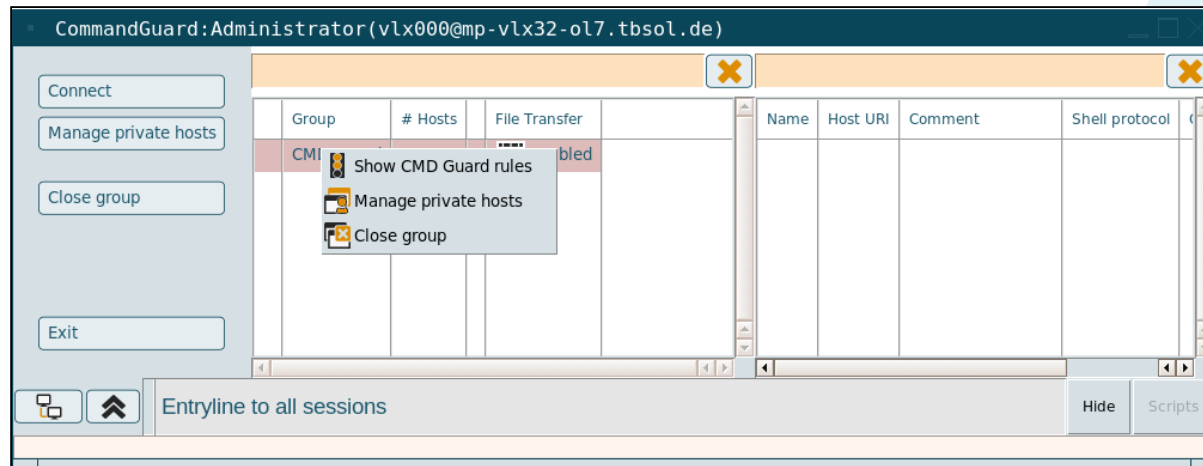 CommandGuard:Administrator(vlx000@mp-vlx32-ol7.tbsol.de)
Connect
Manage private hosts
Close group
Exit
Group # Hosts File Transfer
Name Host URI Comment Shell protocol
Show CMD Guard rules
Manage private hosts
Close group
Entryline to all sessions
Hide Scripts